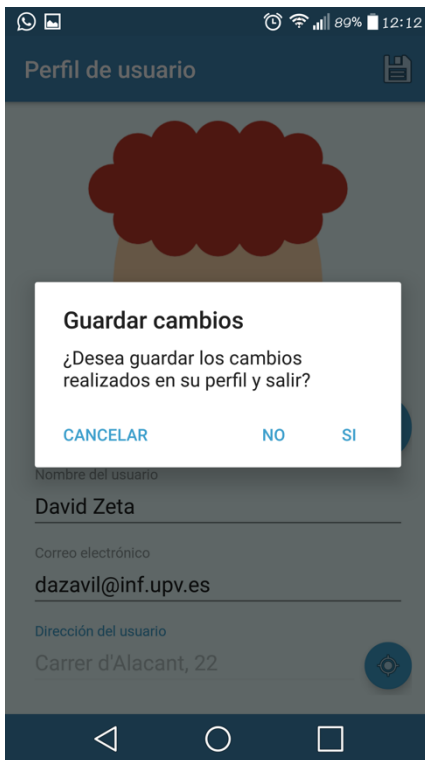 89% 12:12
Perfil de usuario
Guardar cambios
¿Desea guardar los cambios
realizados en su perfil y salir?
CANCELAR NO SI
Nombre del usuario
David Zeta
Correo electrónico
dazavil@inf.upv.es
Dirección del usuario
Carrer d'Alacant, 22